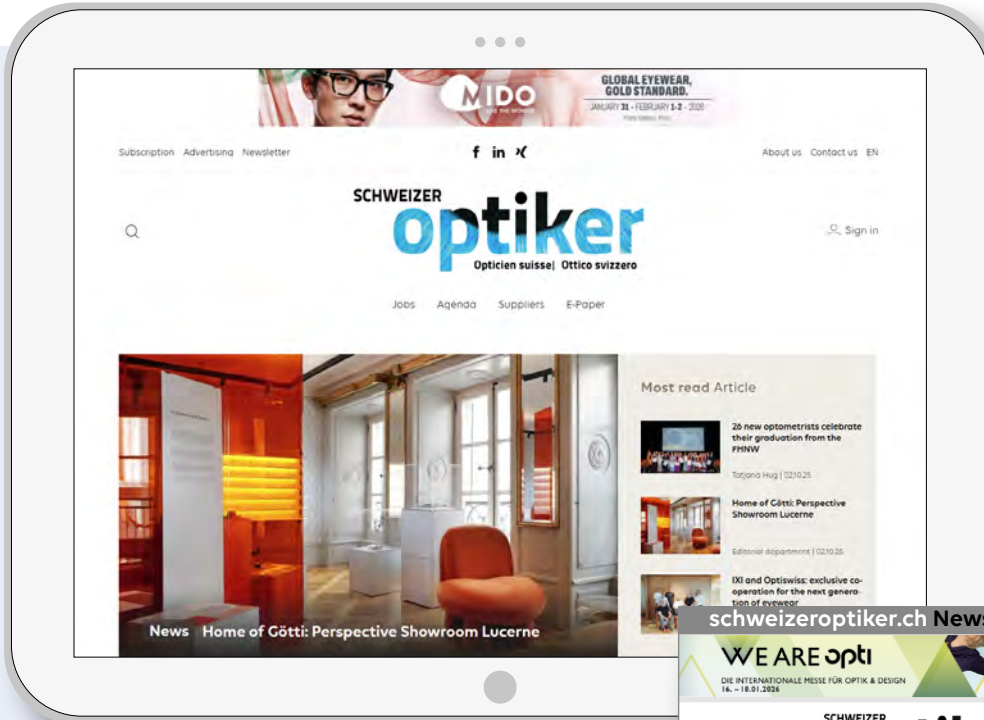 MIDO
GLOBAL EYEWEAR,
GOLD STANDARD.
JANUARY 31 - FEBRUARY 1-2 - 2026
Subscription Advertising Newsletter
f in
About us Contact us EN
SCHWEIZER
optiker
Opticien suisse| Ottico svizzero
Sign in
Jobs Agenda Suppliers E-Paper
News Home of Götti: Perspective Showroom Lucerne
Most read Article
26 new optometrists celebrate
their graduation from the
FHNW
Tatjana Hug | 02.10.25
Home of Götti: Perspective
Showroom Lucerne
Editorial department | 02.10.25
IXI and Optiswiss: exclusive co-
operation for the next genera-
tion of eyewear
schweizeroptiker.ch News
WE ARE opti
DIE INTERNATIONALE MESSE FÜR OPTIK & DESIGN
16. – 18.01.2026
SCHWEIZER